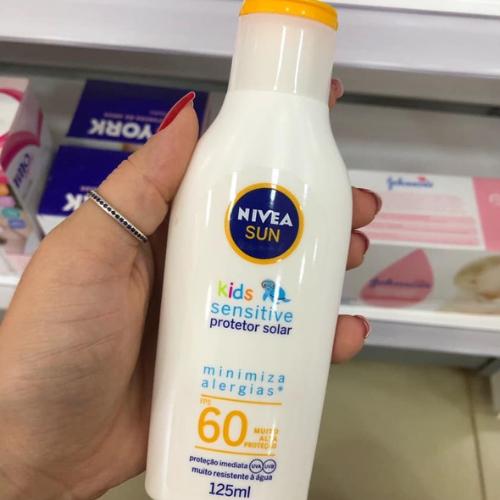 NIVEA
SUN
kids
sensitive
protetor solar
minimiza
alergias*
FPS
60
MUITO
ALTA
PROTEÇÃO
proteção imediata UVA UVB
muito resistente à água
125ml
YORK
Johnson's
Johnson's